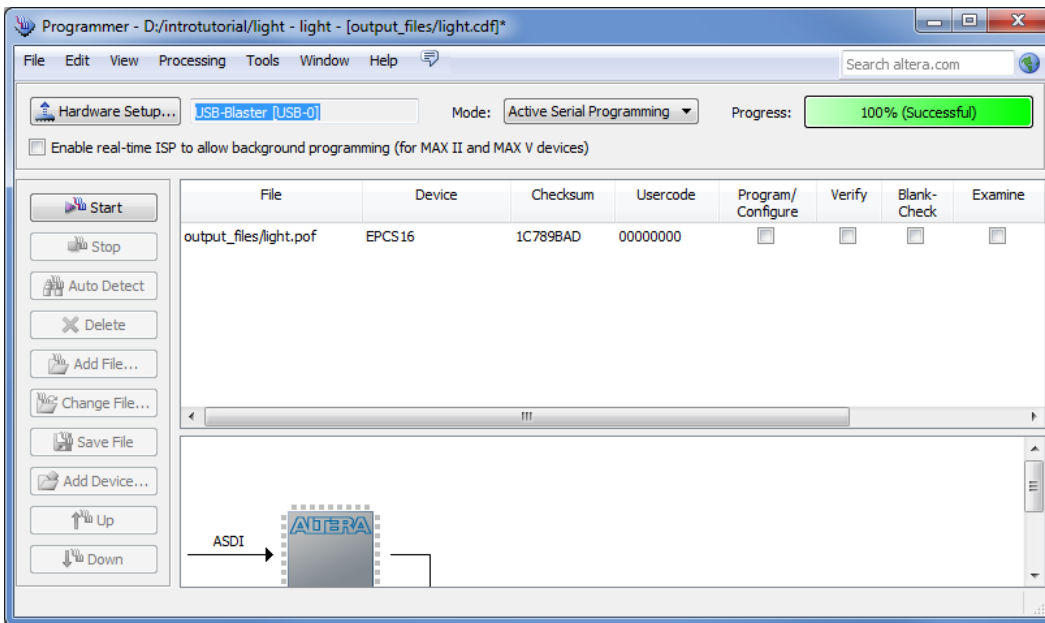 Programmer - D:/introtutorial/light - light - [output_files/light.cdf]*
File Edit View Processing Tools Window Help Search altera.com
Hardware Setup... USB-Blaster [USB-0] Mode: Active Serial Programming Progress: 100% (Successful)
Enable real-time ISP to allow background programming (for MAX II and MAX V devices)
Start
Stop
Auto Detect
Delete
Add File...
Change File...
Save File
Add Device...
Up
Down
File Device Checksum Usercode Program/ Configure Verify Blank- Check Examine
output_files/light.pof EPCS16 1C789BAD 00000000
ALTERA
ASDI